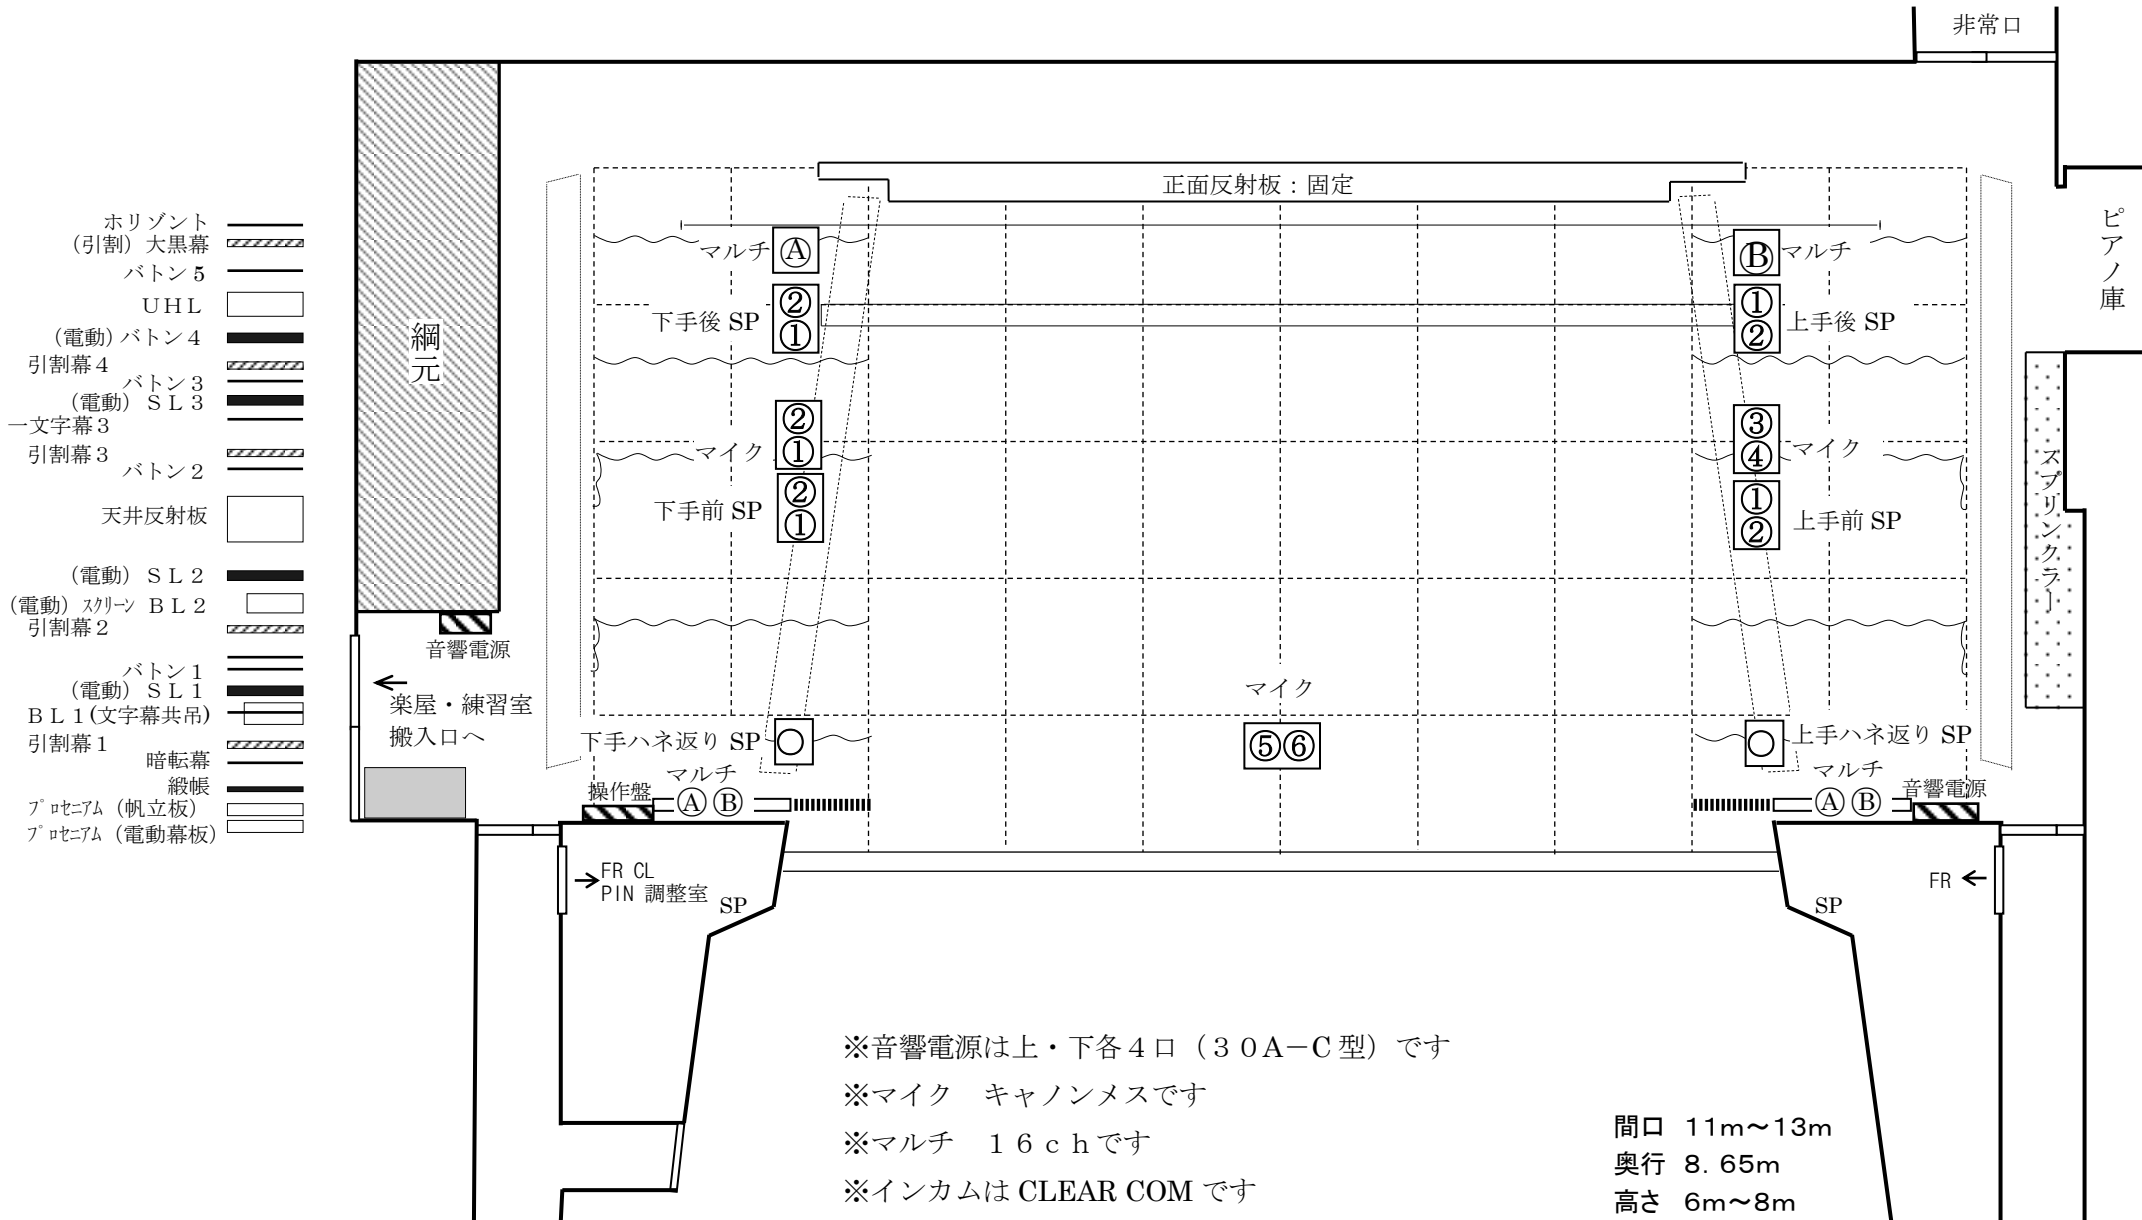 非常口
正面反射板：固定
ピアノ庫
ホリゾント
(引割）大黒幕
バトン 5
ＵＨＬ
(電動) バトン４
引割幕４
バトン３
(電動）ＳＬ３
一文字幕３
引割幕３
バトン２
天井反射板
(電動）ＳＬ２
(電動）ｽｸﾘｰﾝ ＢＬ２
引割幕２
バトン１
(電動）ＳＬ１
ＢＬ１(文字幕共吊)
引割幕１
暗転幕
緞帳
ﾌﾟﾛｾﾆｱﾑ（帆立板）
ﾌﾟﾛｾﾆｱﾑ（電動幕板）
綱元
音響電源
←
楽屋・練習室
搬入口へ
マルチ Ⓐ
Ⓑ マルチ
下手後 SP ② ①
① ② 上手後 SP
マイク ② ①
③ ④ マイク
下手前 SP ② ①
① ② 上手前 SP
スプリンクラー
マイク
⑤⑥
下手ハネ返り SP ○
○ 上手ハネ返り SP
操作盤
マルチ
Ⓐ Ⓑ
マルチ
Ⓐ Ⓑ
音響電源
→ FR CL
PIN 調整室
SP
FR ←
SP
※音響電源は上・下各４口（３０A－C 型）です
※マイク　キャノンメスです
※マルチ　１６ｃｈです
※インカムは CLEAR COM です
間口 11m～13m
奥行 8. 65m
高さ 6m～8m